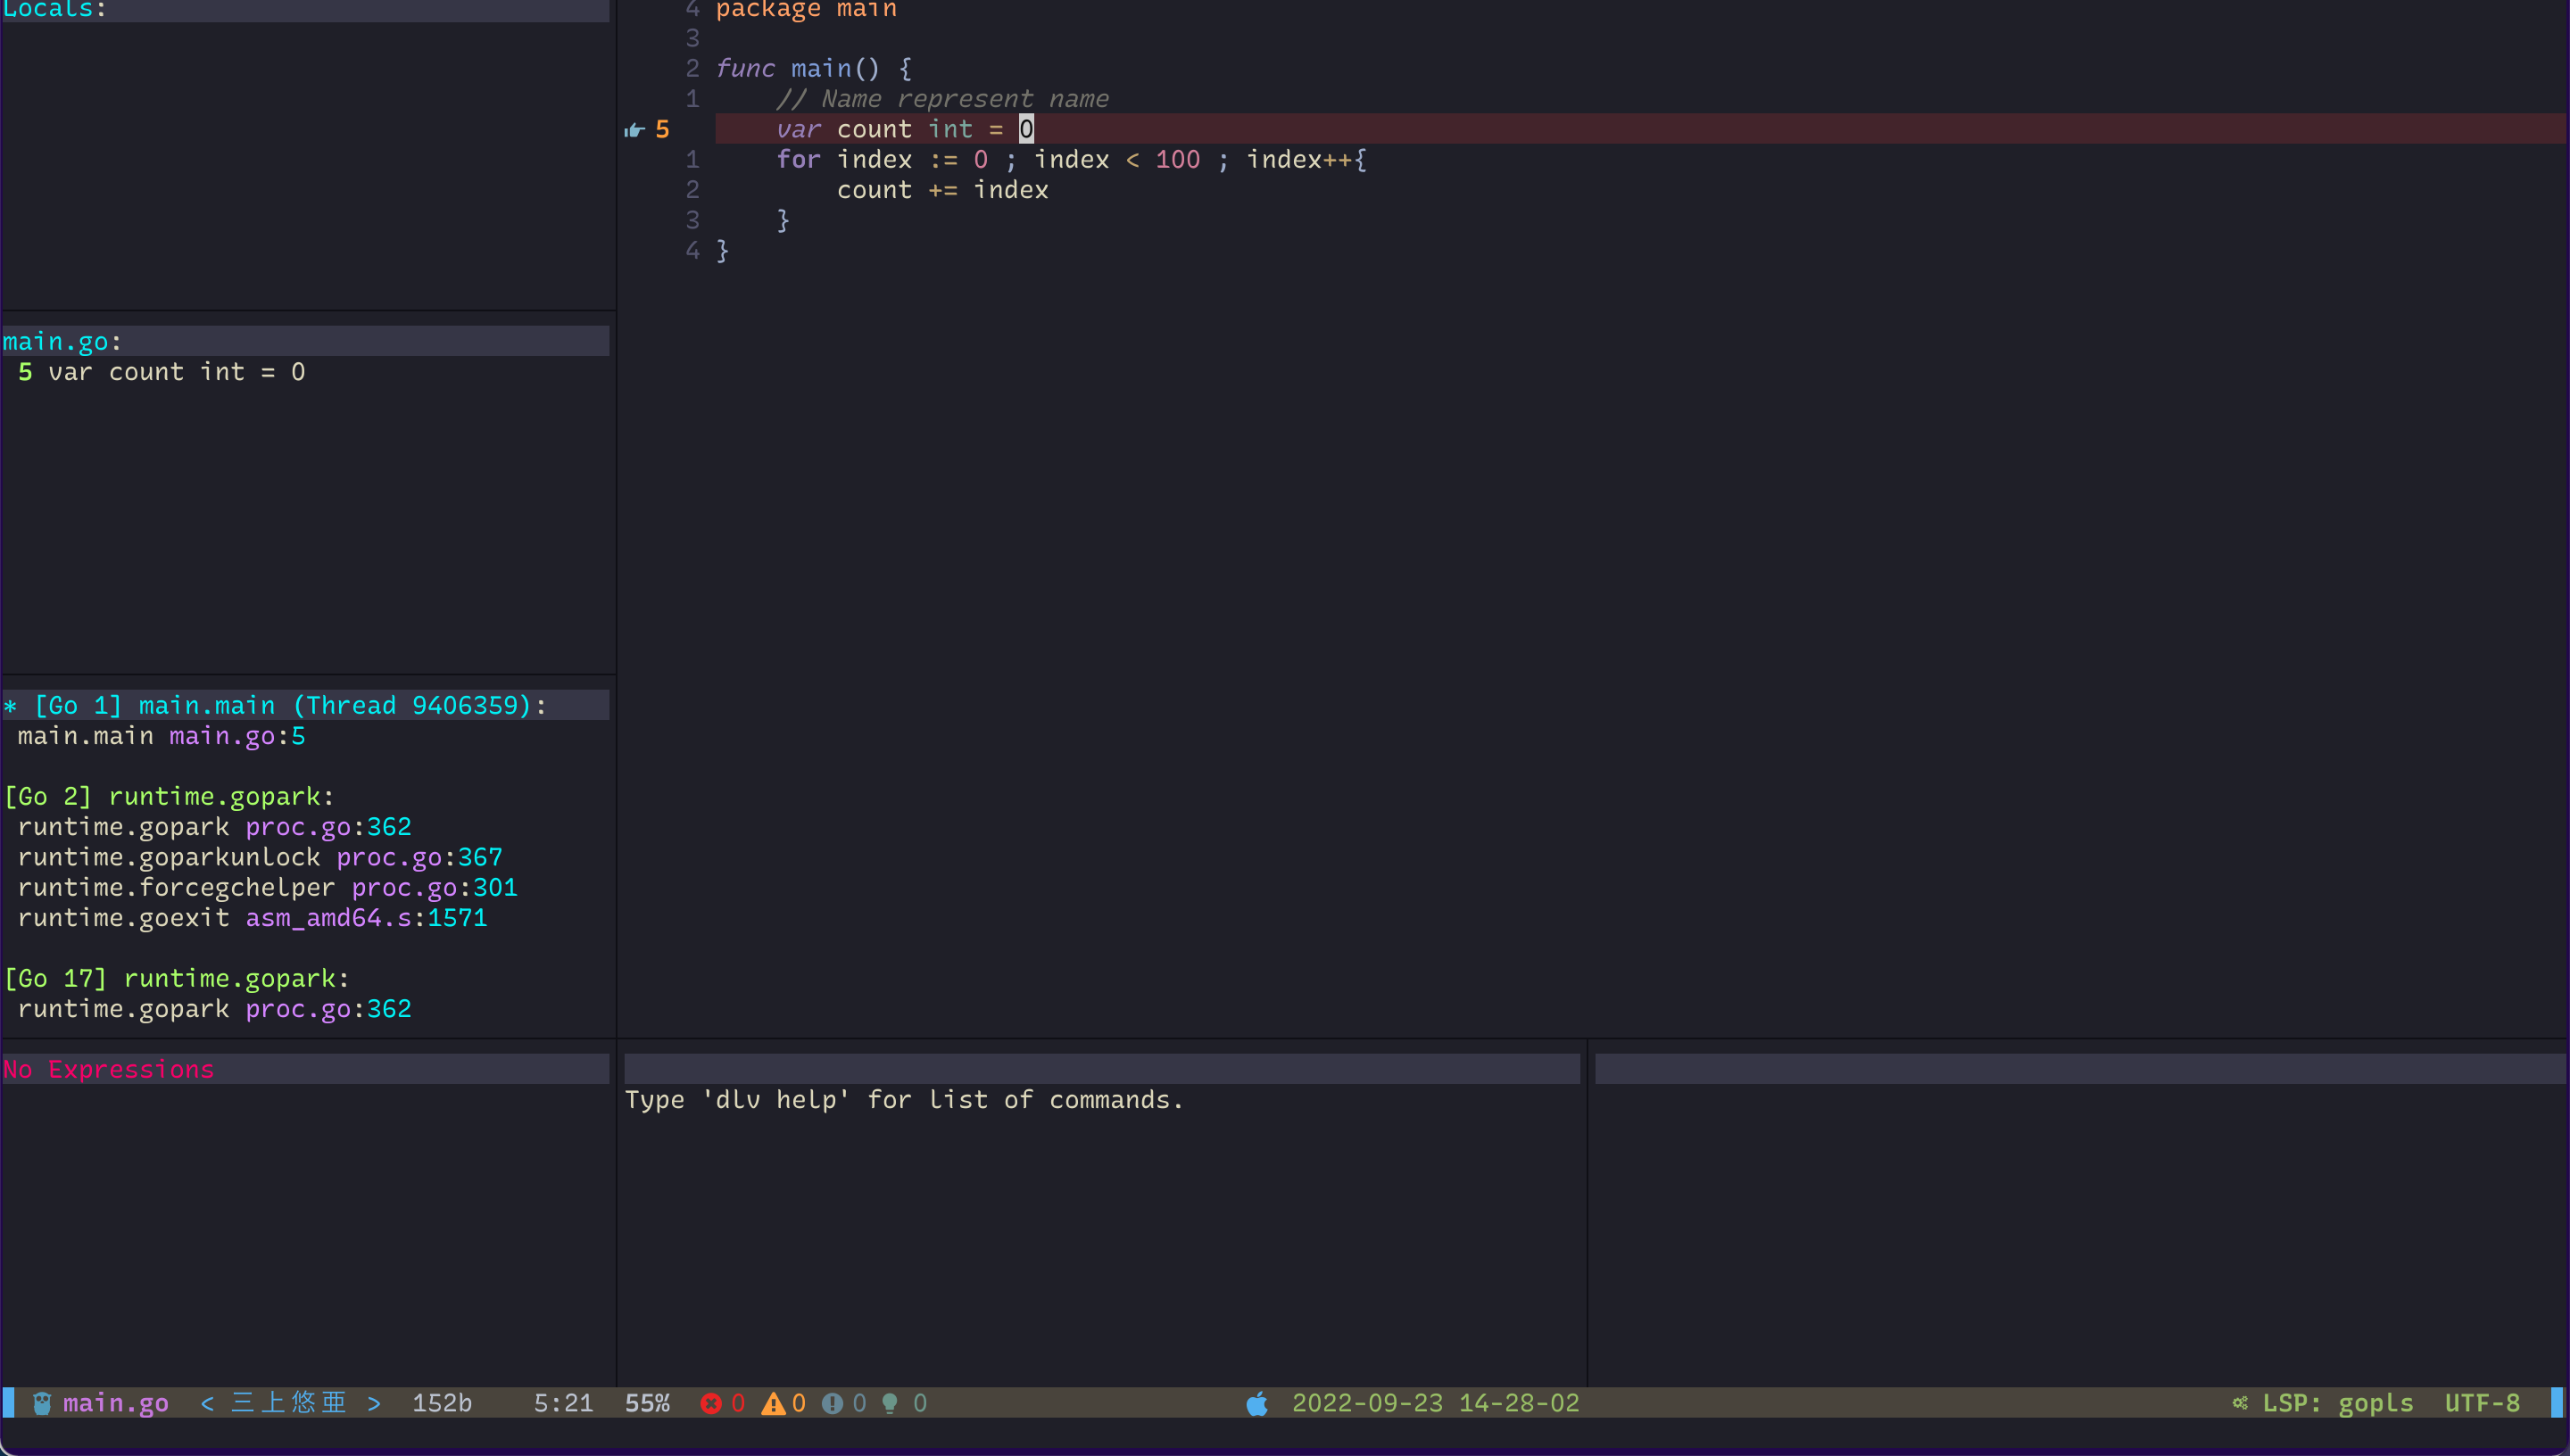 Locals:
main.go:
 5 var count int = 0
* [Go 1] main.main (Thread 9406359):
 main.main main.go:5
[Go 2] runtime.gopark:
 runtime.gopark proc.go:362
 runtime.goparkunlock proc.go:367
 runtime.forcegchelper proc.go:301
 runtime.goexit asm_amd64.s:1571
[Go 17] runtime.gopark:
 runtime.gopark proc.go:362
No Expressions
4 package main
3
2 func main() {
1     // Name represent name
5     var count int = 0
1     for index := 0 ; index < 100 ; index++{
2         count += index
3     }
4 }
Type 'dlv help' for list of commands.
main.go < 三上悠亜 > 152b 5:21 55% 0 0 0 0 2022-09-23 14-28-02 LSP: gopls UTF-8